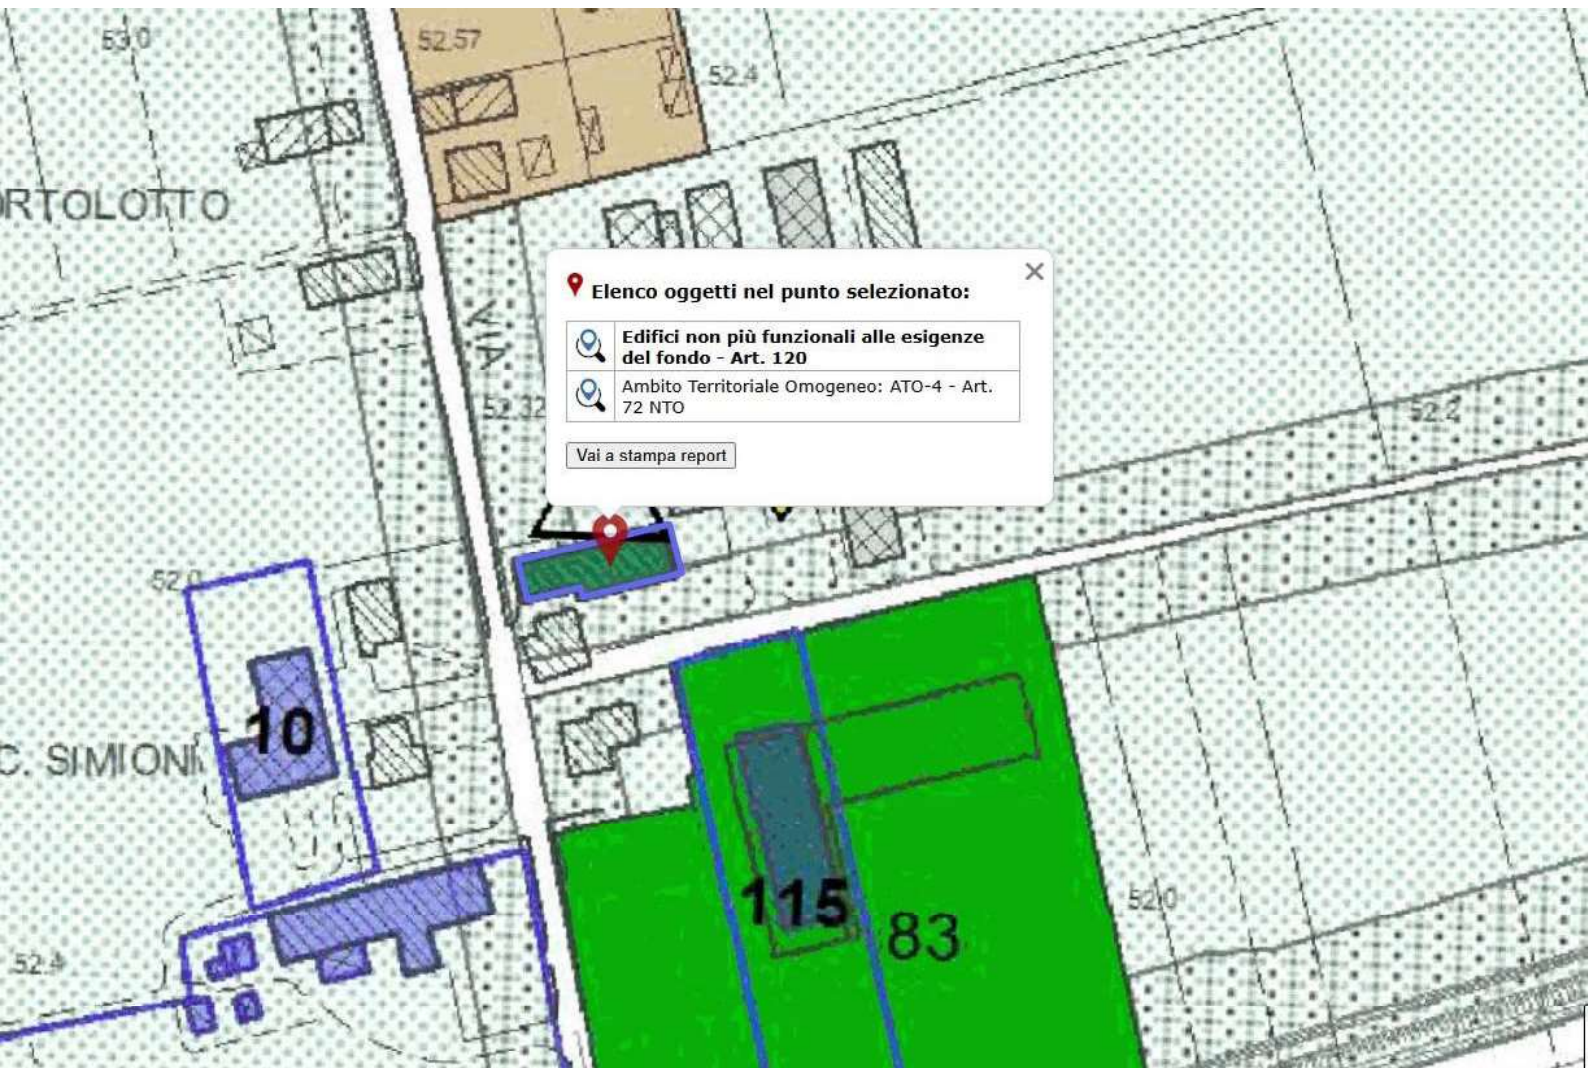 53.0
52.57
52.4
RTOLOTTO
Elenco oggetti nel punto selezionato:
Edifici non più funzionali alle esigenze
del fondo - Art. 120
Ambito Territoriale Omogeneo: ATO-4 - Art.
72 NTO
Vai a stampa report
VIA
52.32
52.2
52.0
10
C. SIMIONI
115
83
52.0
52.4